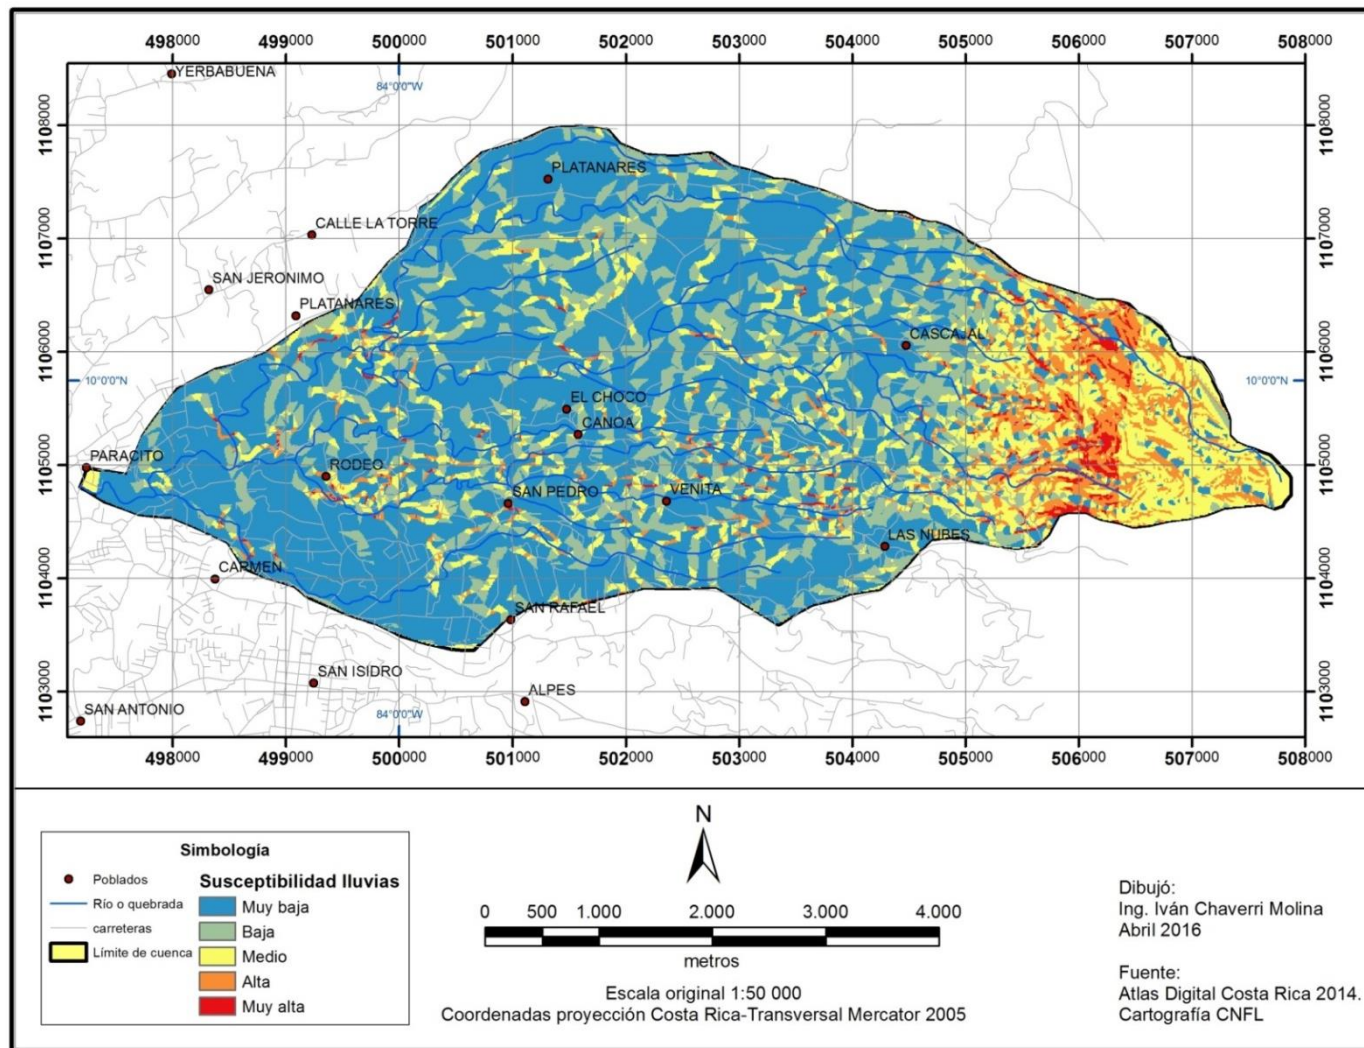 498000 499000 500000 501000 502000 503000 504000 505000 506000 507000 508000
YERBABUENA
84°0'0"W
1108000
1108000
PLATANARES
CALLE LA TORRE
1107000
1107000
SAN JERONIMO
PLATANARES
1106000
CASCAJAL
1106000
10°0'0"N
10°0'0"N
EL CHOCO
CANOA
PARACITO
1105000
RODEO
1105000
SAN PEDRO
VENITA
LAS NUBES
1104000
CARMEN
1104000
SAN RAFAEL
SAN ISIDRO
1103000
ALPES
1103000
SAN ANTONIO
84°0'0"W
498000 499000 500000 501000 502000 503000 504000 505000 506000 507000 508000
Simbología
Poblados
Río o quebrada
carreteras
Límite de cuenca
Susceptibilidad lluvias
Muy baja
Baja
Medio
Alta
Muy alta
N
0 500 1.000 2.000 3.000 4.000
metros
Escala original 1:50 000
Coordenadas proyección Costa Rica-Transversal Mercator 2005
Dibujó:
Ing. Iván Chaverri Molina
Abril 2016
Fuente:
Atlas Digital Costa Rica 2014.
Cartografía CNFL